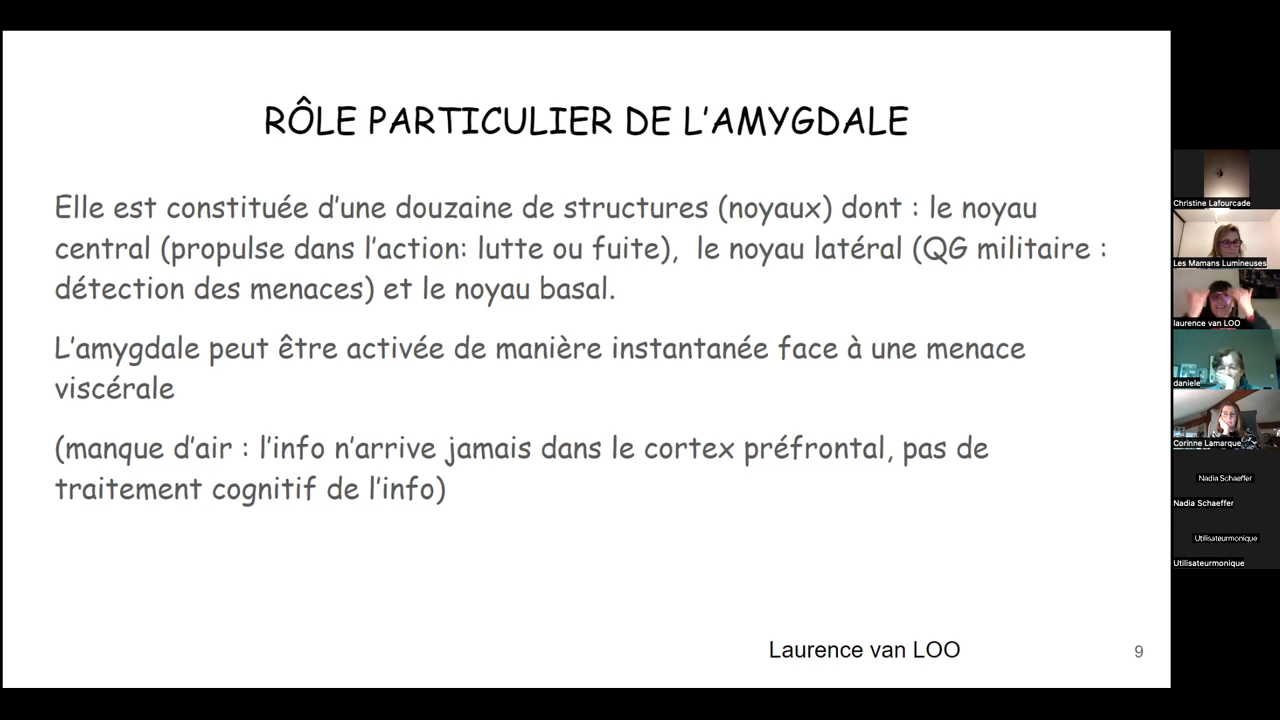 RÔLE PARTICULIER DE L'AMYGDALE
Elle est constituée d'une douzaine de structures (noyaux) dont : le noyau
central (propulse dans l'action: lutte ou fuite), le noyau latéral (QG militaire :
détection des menaces) et le noyau basal.
L'amygdale peut être activée de manière instantanée face à une menace
viscérale
(manque d'air : l'info n'arrive jamais dans le cortex préfrontal, pas de
traitement cognitif de l'info)
Laurence van LOO
9
Christine Lafourcade
Les Mamans Lumineuses
laurence van LOO
daniele
Corinne Lamarque
Nadia Schaeffer
Nadia Schaeffer
Utilisateurmonique
Utilisateurmonique